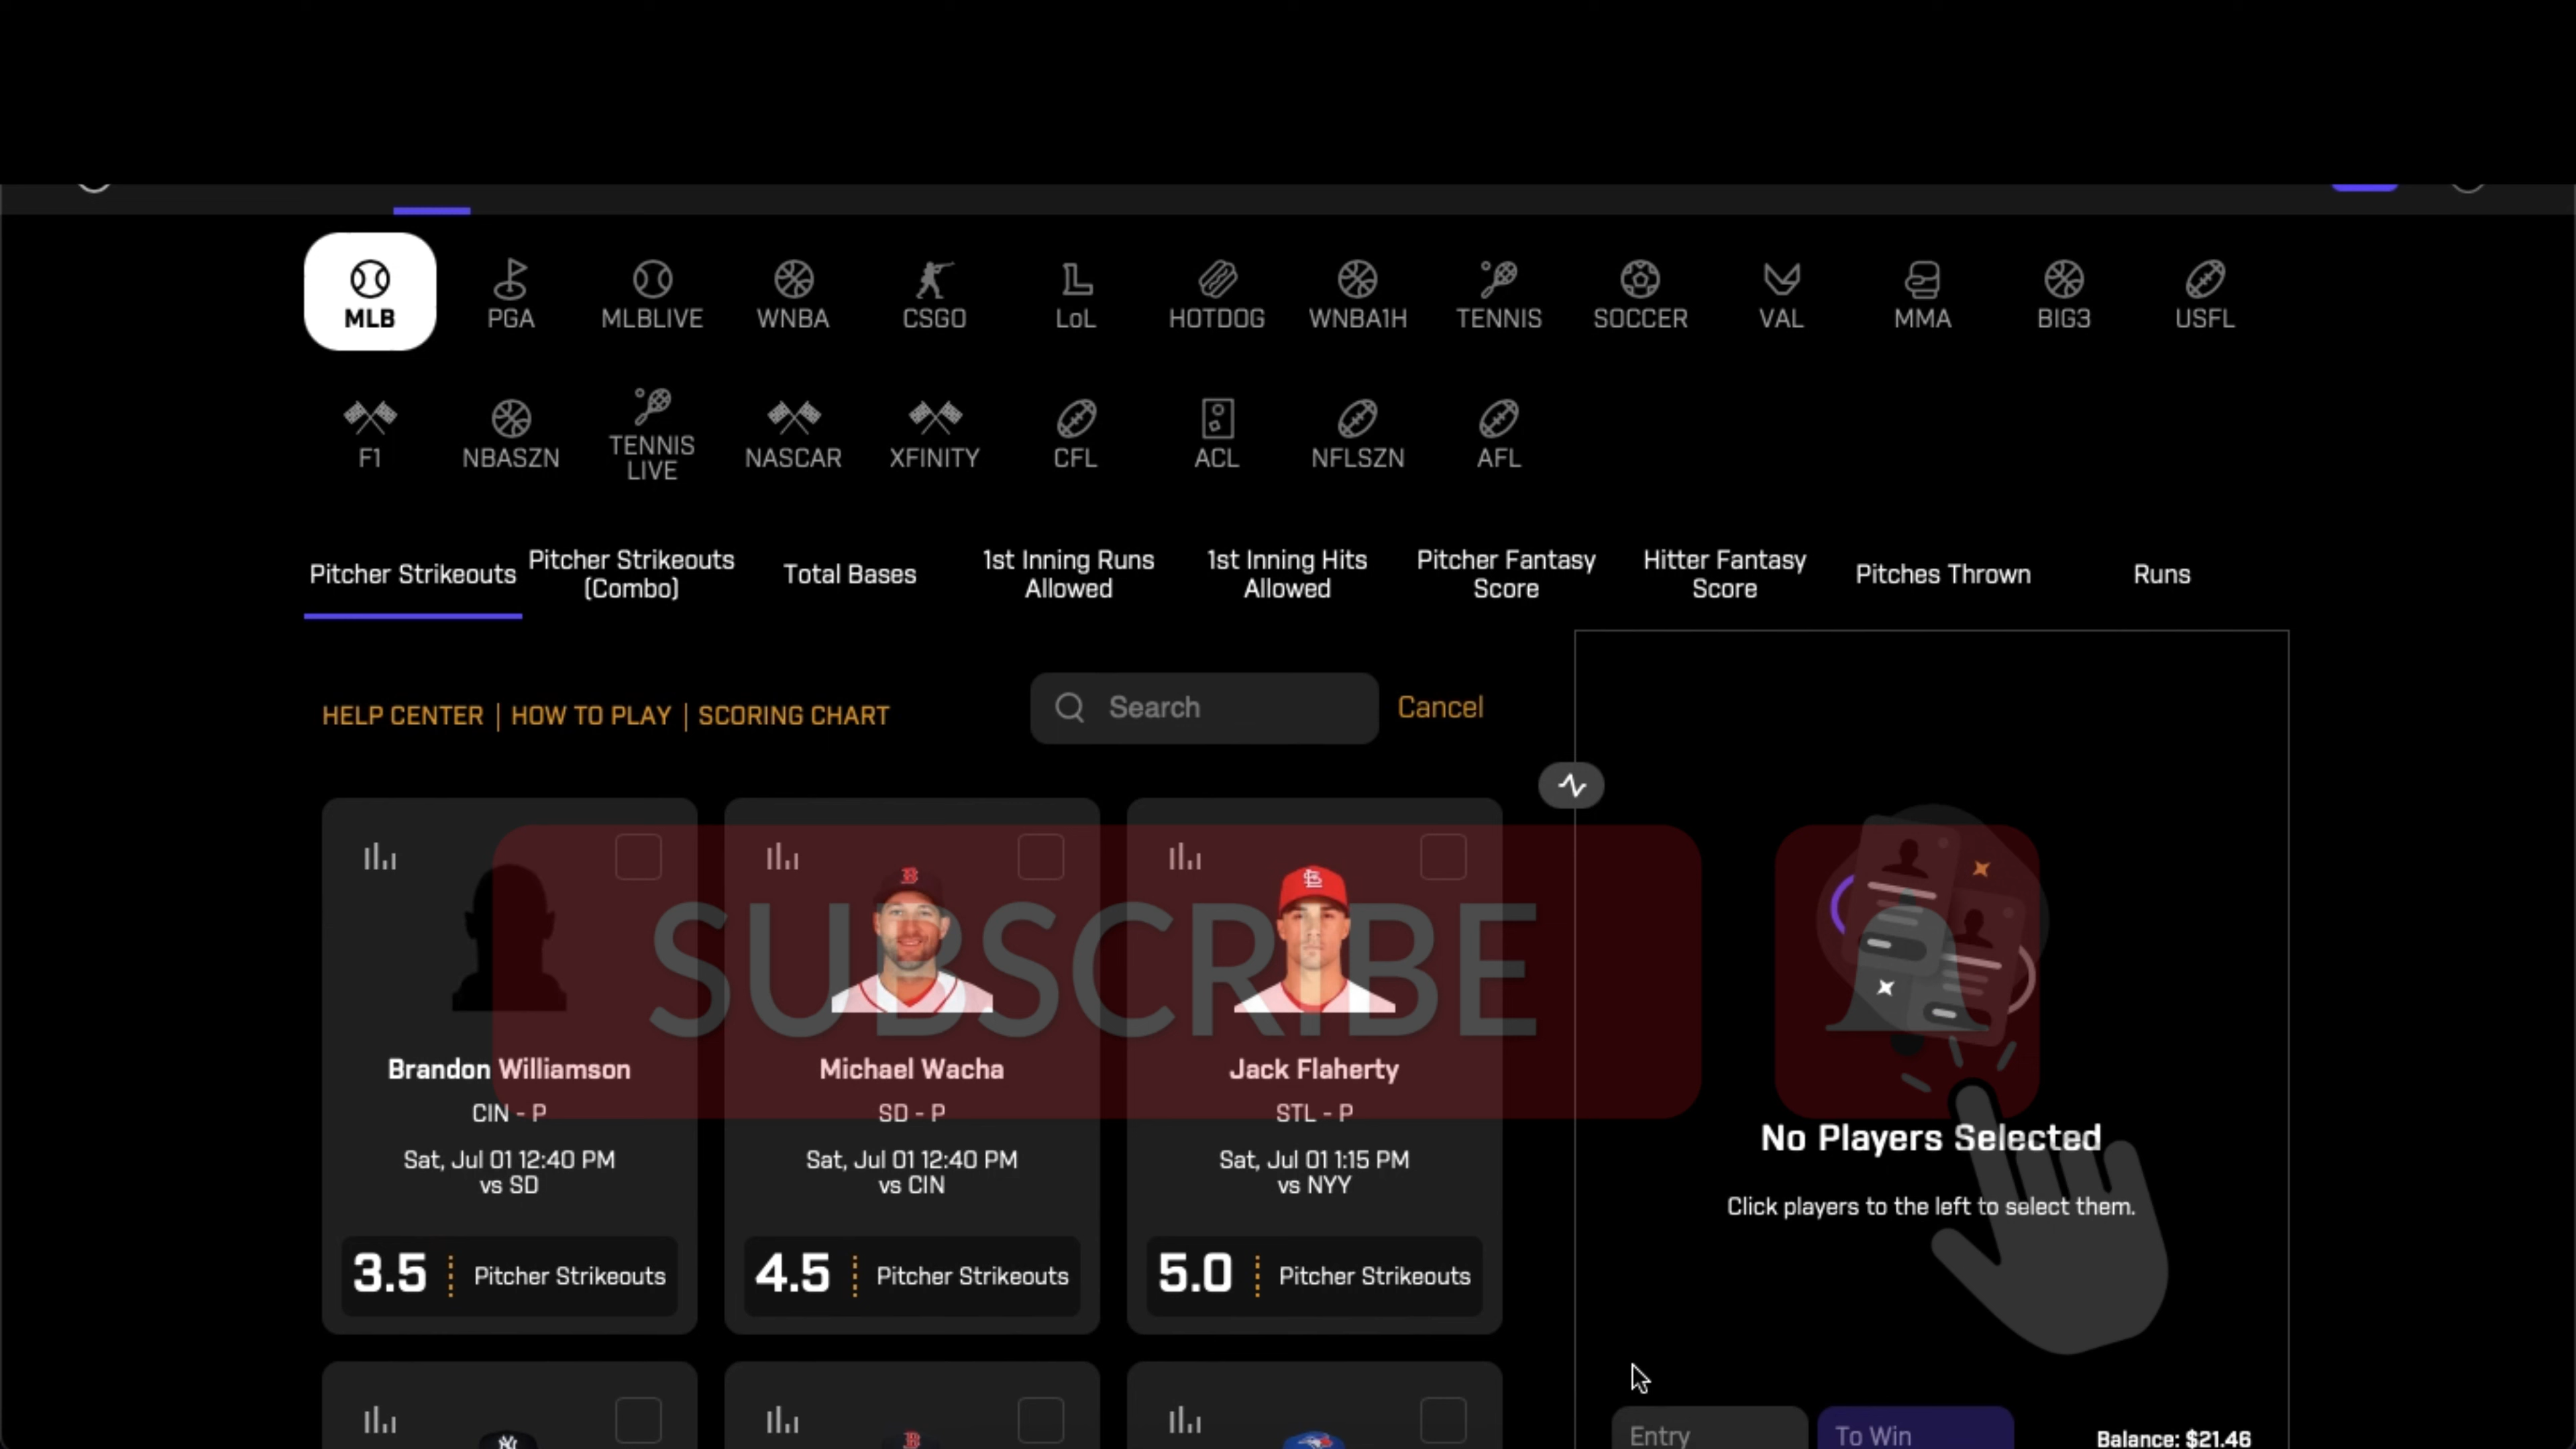 MLB
PGA
MLBLIVE
WNBA
CSGO
LoL
HOTDOG
WNBA1H
TENNIS
SOCCER
VAL
MMA
BIG3
USFL
F1
NBASZN
TENNIS
LIVE
NASCAR
XFINITY
CFL
ACL
NFLSZN
AFL
Pitcher Strikeouts
Pitcher Strikeouts
(Combo)
Total Bases
1st Inning Runs
Allowed
1st Inning Hits
Allowed
Pitcher Fantasy
Score
Hitter Fantasy
Score
Pitches Thrown
Runs
HELP CENTER | HOW TO PLAY | SCORING CHART
Search
Cancel
SUBSCRIBE
Brandon Williamson
CIN - P
Sat, Jul 01 12:40 PM
vs SD
3.5
Pitcher Strikeouts
Michael Wacha
SD - P
Sat, Jul 01 12:40 PM
vs CIN
4.5
Pitcher Strikeouts
Jack Flaherty
STL - P
Sat, Jul 01 1:15 PM
vs NYY
5.0
Pitcher Strikeouts
No Players Selected
Click players to the left to select them.
Entry
To Win
Balance: $21.46